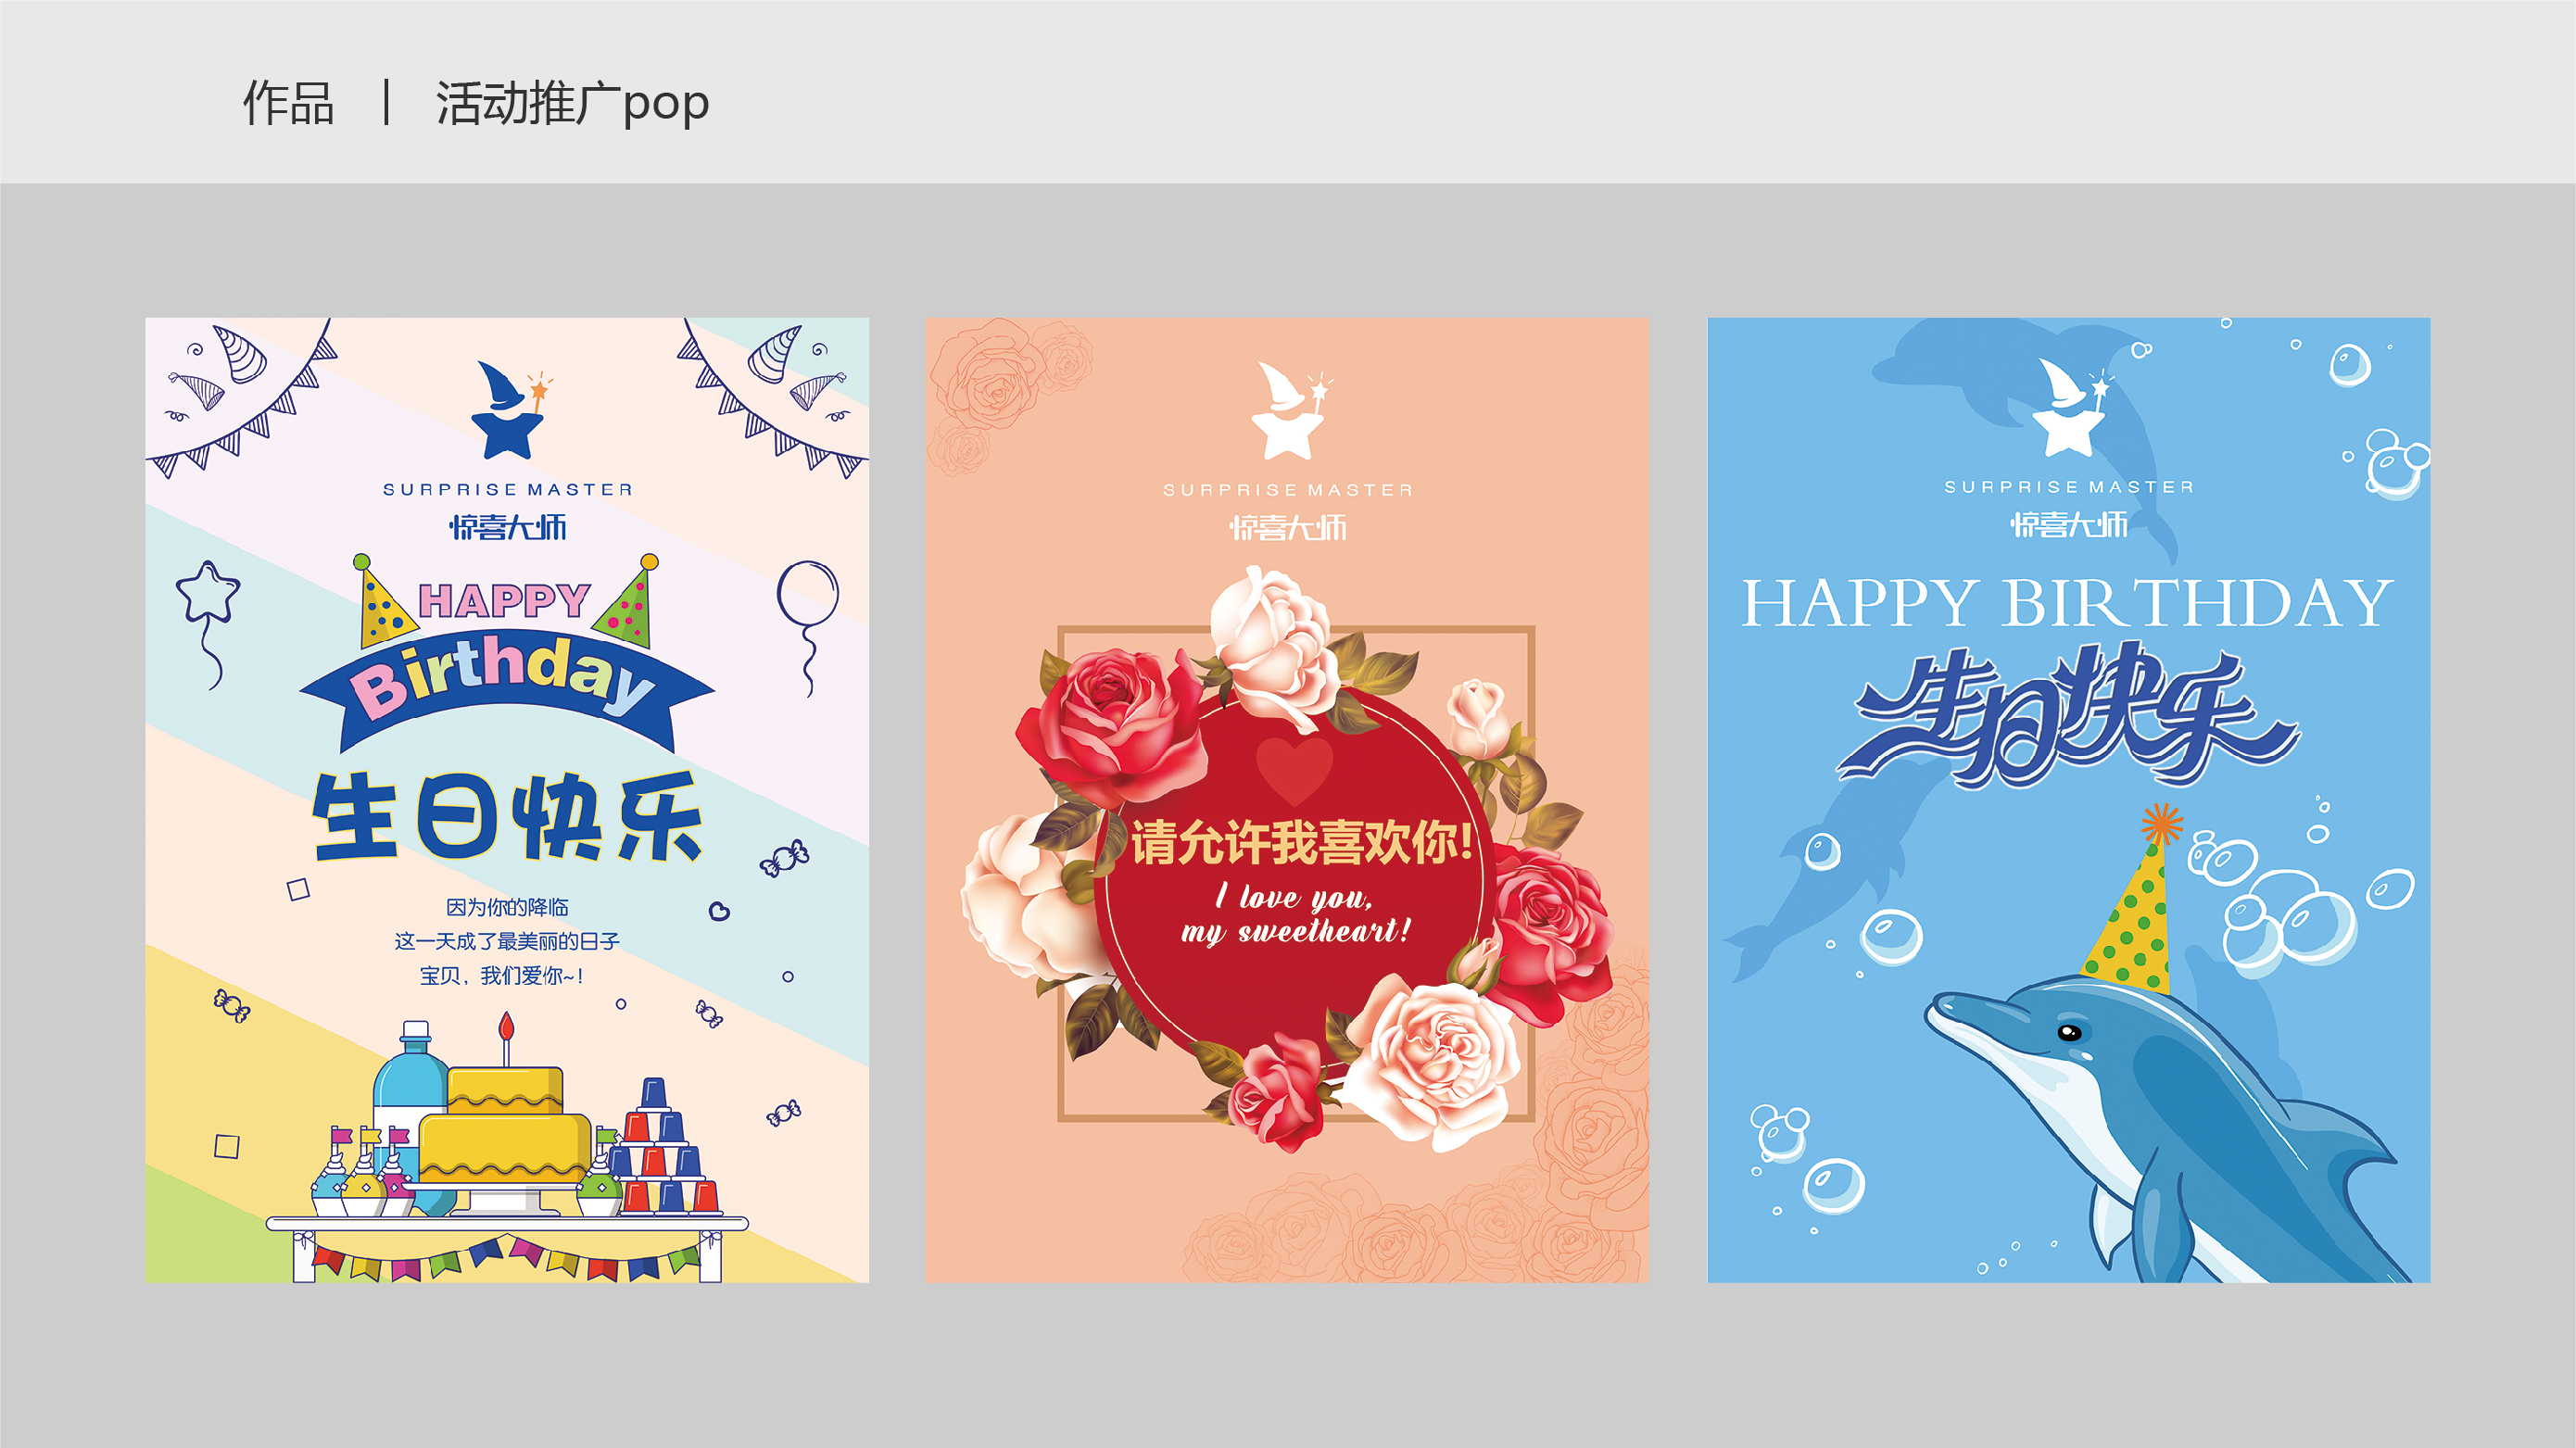 作品 | 活动推广pop
SURPRISE MASTER
惊喜大师
HAPPY
Birthday
生日快乐
因为你的降临
这一天成了最美丽的日子
宝贝，我们爱你~！
SURPRISE MASTER
惊喜大师
请允许我喜欢你!
I love you,
my sweetheart!
SURPRISE MASTER
惊喜大师
HAPPY BIRTHDAY
生日快乐